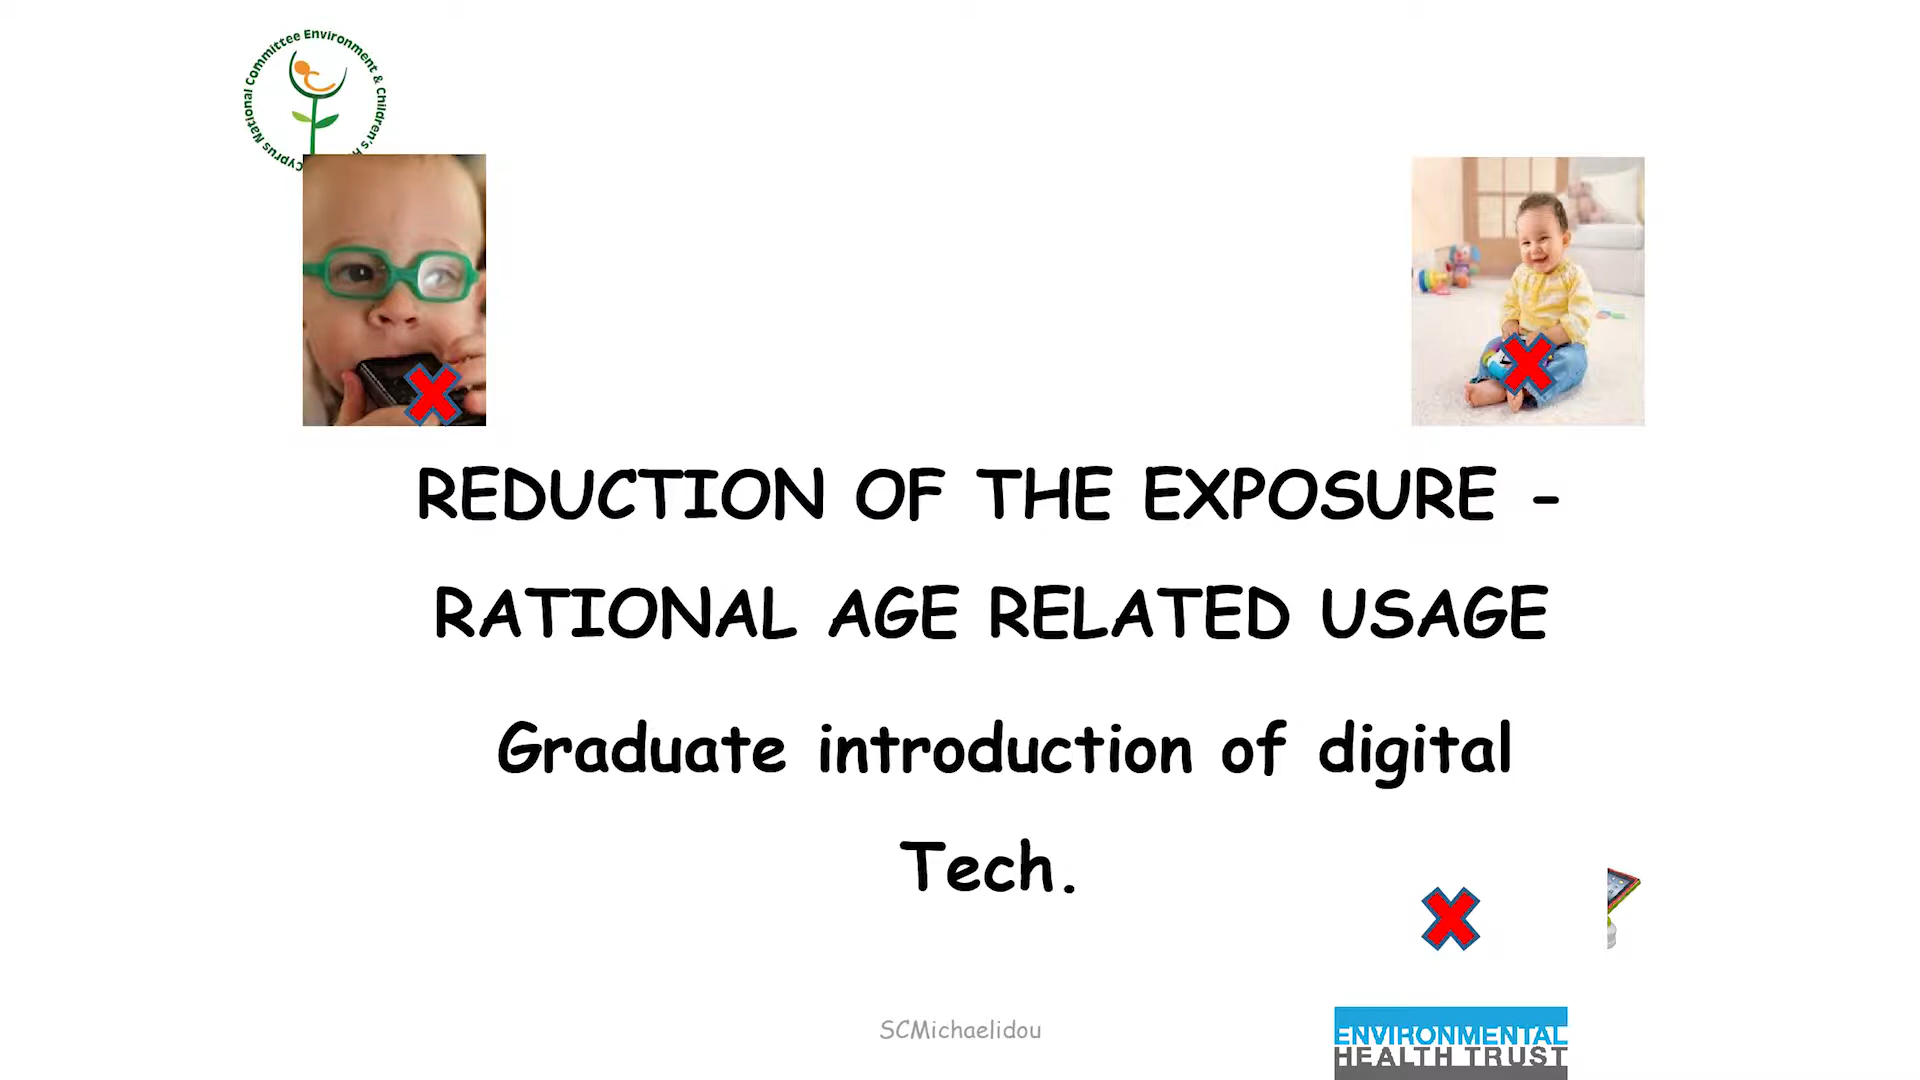 Cyprus National Committee Environment & Children's
REDUCTION OF THE EXPOSURE -
RATIONAL AGE RELATED USAGE
Graduate introduction of digital
Tech.
SCMichaelidou
ENVIRONMENTAL
HEALTH TRUST